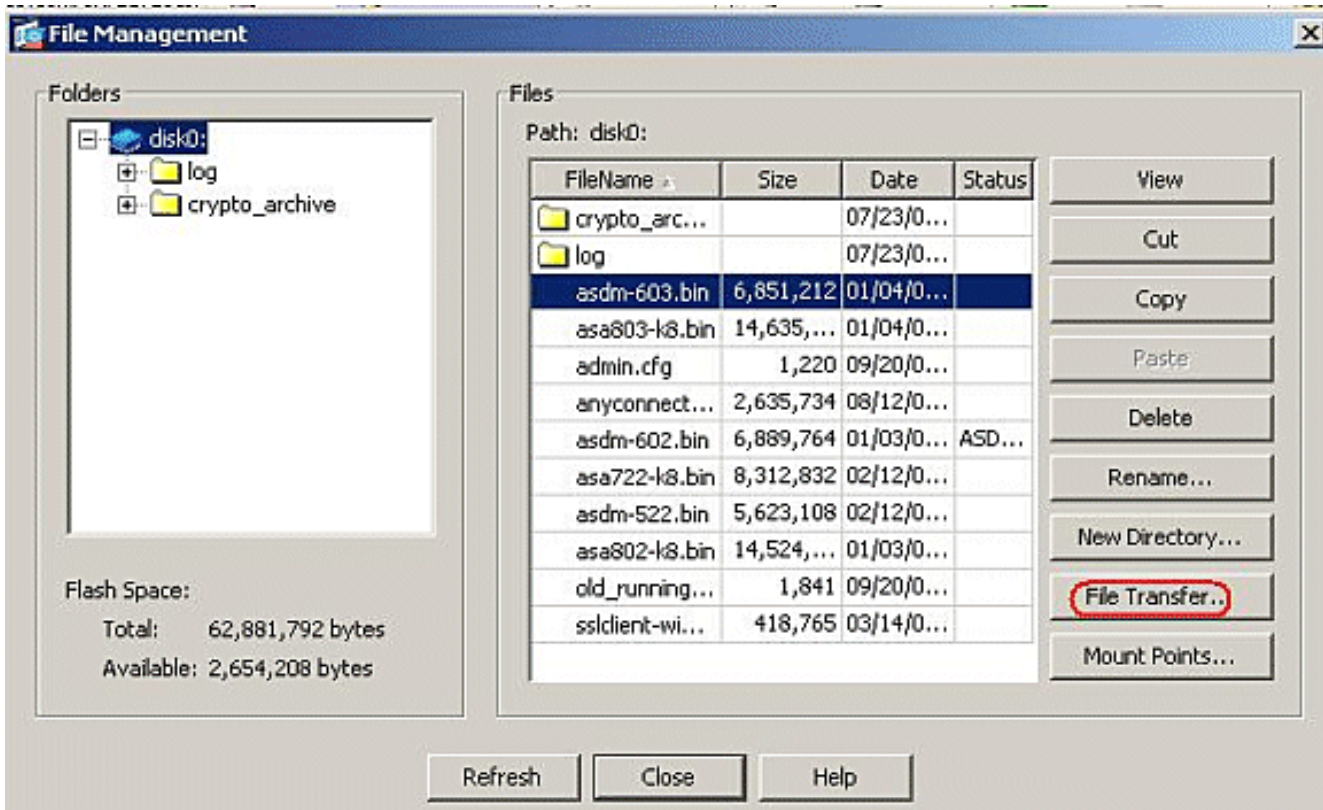 File Management
Folders
disk0:
log
crypto_archive
Flash Space:
Total: 62,881,792 bytes
Available: 2,654,208 bytes
Files
Path: disk0:
FileName Size Date Status
crypto_arc... 07/23/0...
log 07/23/0...
asdm-603.bin 6,851,212 01/04/0...
asa803-k8.bin 14,635,... 01/04/0...
admin.cfg 1,220 09/20/0...
anyconnect... 2,635,734 08/12/0...
asdm-602.bin 6,889,764 01/03/0... ASD...
asa722-k8.bin 8,312,832 02/12/0...
asdm-522.bin 5,623,108 02/12/0...
asa802-k8.bin 14,524,... 01/03/0...
old_running... 1,841 09/20/0...
sslclient-wi... 418,765 03/14/0...
View
Cut
Copy
Paste
Delete
Rename...
New Directory...
File Transfer..
Mount Points...
Refresh Close Help